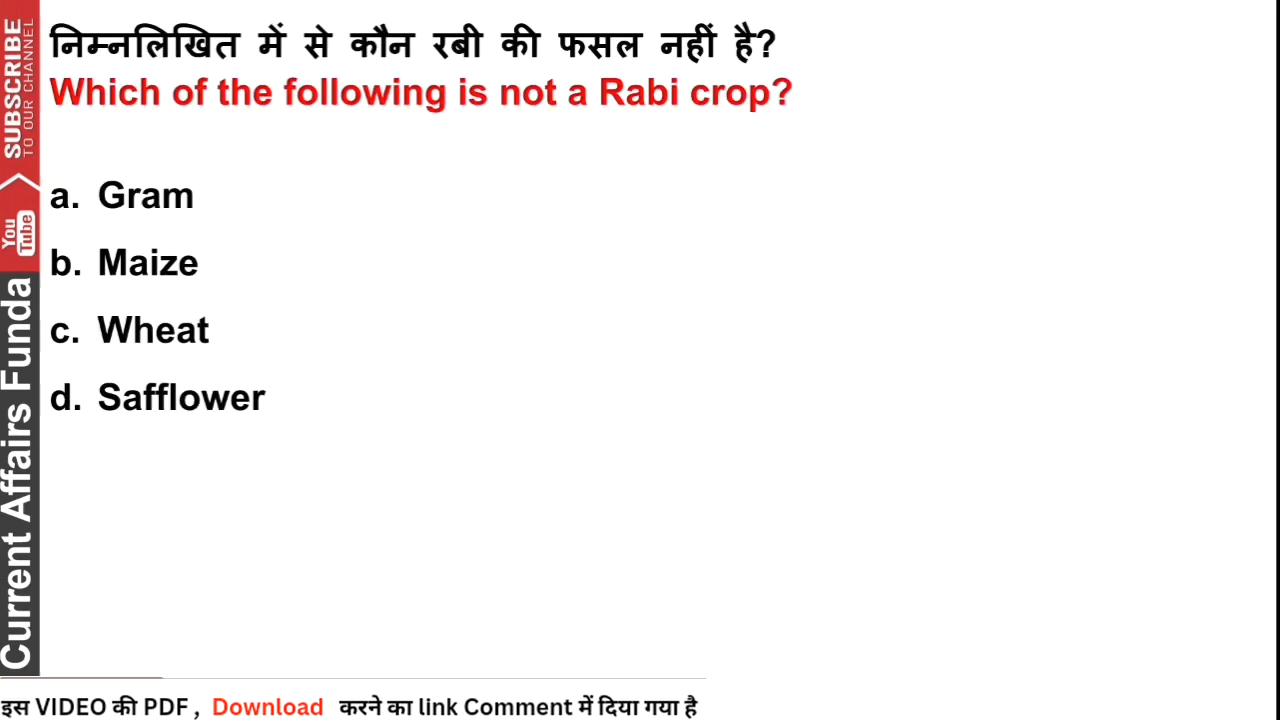 निम्नलिखित में से कौन रबी की फसल नहीं है?
Which of the following is not a Rabi crop?
a. Gram
b. Maize
c. Wheat
d. Safflower
SUBSCRIBE
TO OUR CHANNEL
You Tube
Current Affairs Funda
इस VIDEO की PDF , Download करने का link Comment में दिया गया है